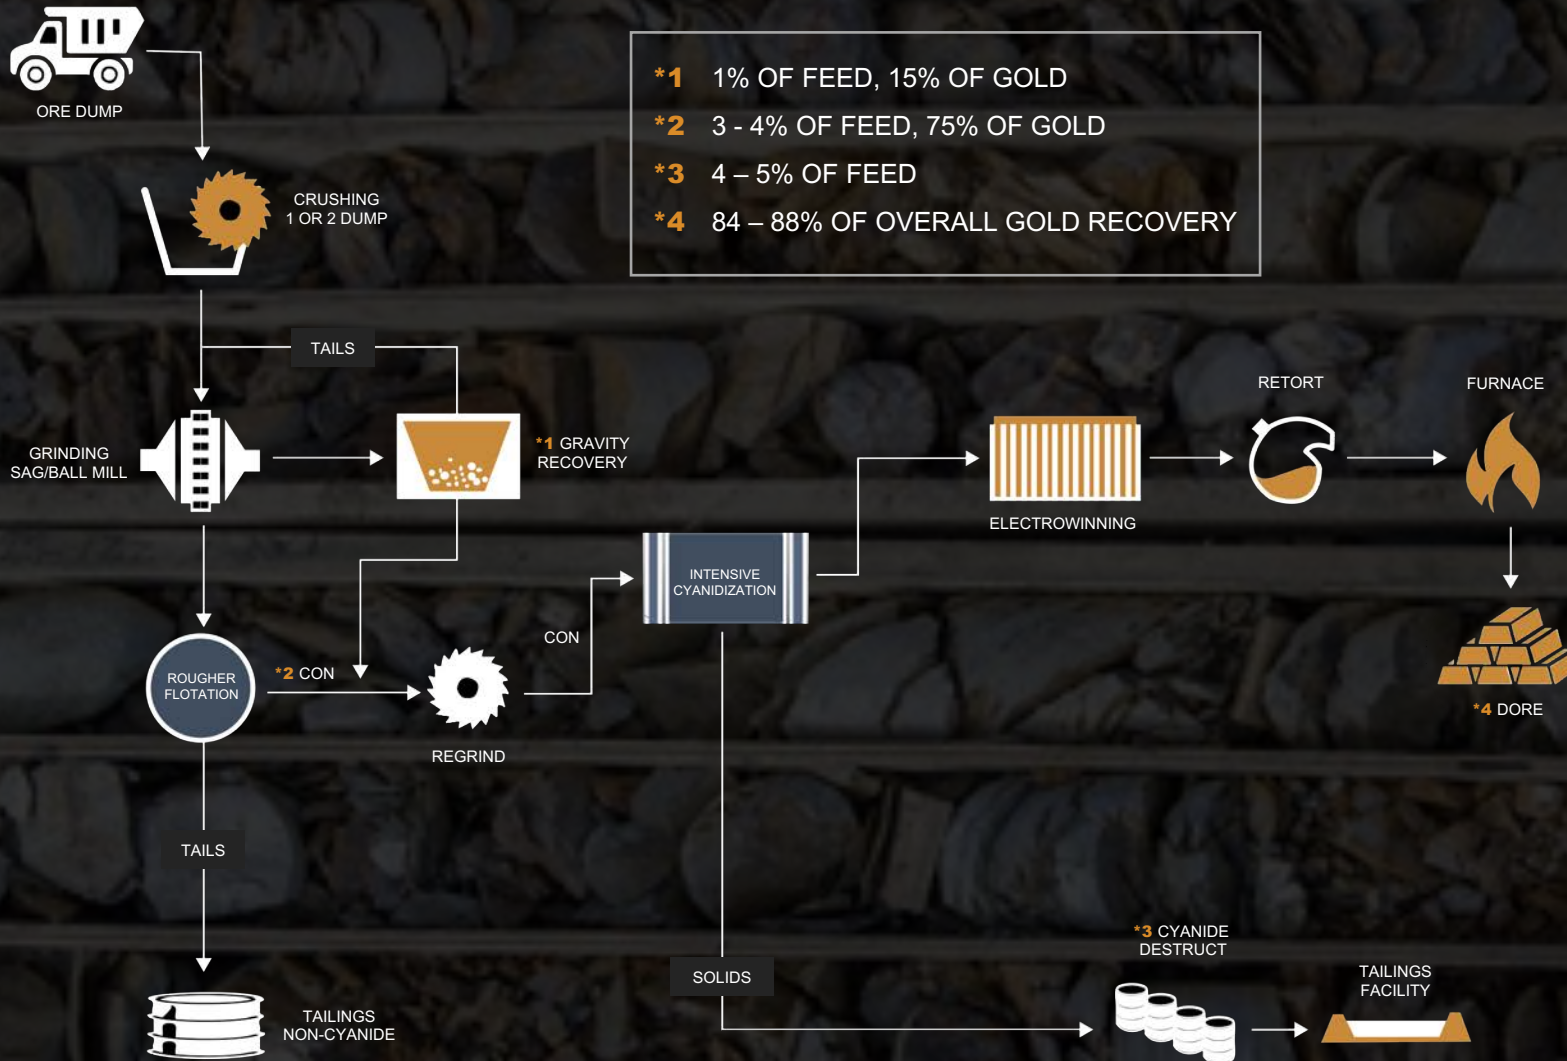 ORE DUMP
*1 1% OF FEED, 15% OF GOLD
*2 3 - 4% OF FEED, 75% OF GOLD
*3 4 – 5% OF FEED
*4 84 – 88% OF OVERALL GOLD RECOVERY
CRUSHING
1 OR 2 DUMP
TAILS
GRINDING
SAG/BALL MILL
*1 GRAVITY
RECOVERY
RETORT
FURNACE
ELECTROWINNING
INTENSIVE
CYANIDIZATION
CON
ROUGHER
FLOTATION
*2 CON
REGRIND
*4 DORE
TAILS
SOLIDS
*3 CYANIDE
DESTRUCT
TAILINGS
FACILITY
TAILINGS
NON-CYANIDE